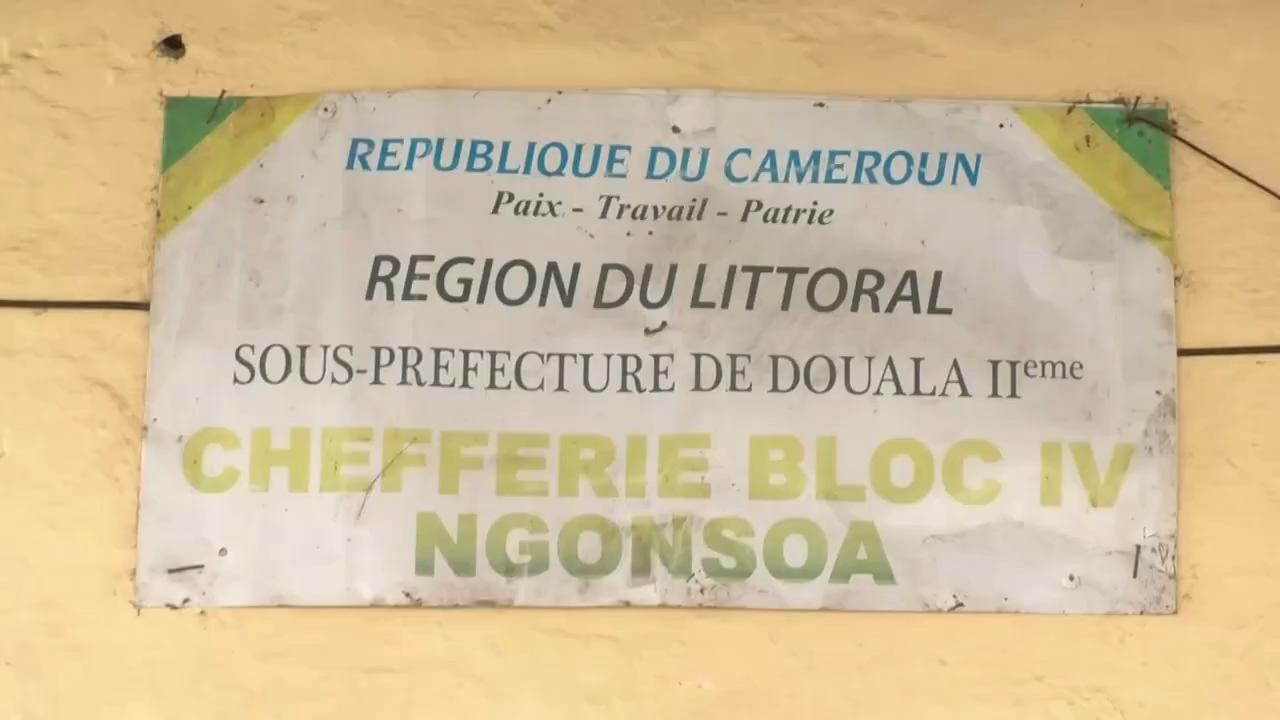 REPUBLIQUE DU CAMEROUN
Paix - Travail - Patrie
REGION DU LITTORAL
SOUS-PREFECTURE DE DOUALA IIeme
CHEFFERIE BLOC IV
NGONSOA